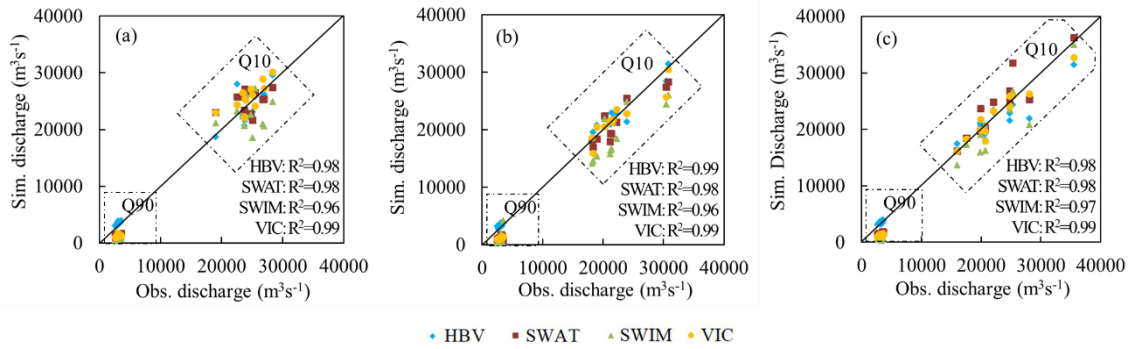 (a)
Sim. discharge (m³s⁻¹)
40000
30000
20000
10000
0
Q10
Q90
HBV: R²=0.98
SWAT: R²=0.98
SWIM: R²=0.96
VIC: R²=0.99
0 10000 20000 30000 40000
Obs. discharge (m³s⁻¹)
(b)
Sim. discharge (m³s⁻¹)
40000
30000
20000
10000
0
Q10
Q90
HBV: R²=0.99
SWAT: R²=0.98
SWIM: R²=0.96
VIC: R²=0.99
0 10000 20000 30000 40000
Obs. discharge (m³s⁻¹)
(c)
Sim. Discharge (m³s⁻¹)
40000
30000
20000
10000
0
Q10
Q90
HBV: R²=0.98
SWAT: R²=0.98
SWIM: R²=0.97
VIC: R²=0.99
0 10000 20000 30000 40000
Obs. discharge (m³s⁻¹)
HBV SWAT SWIM VIC